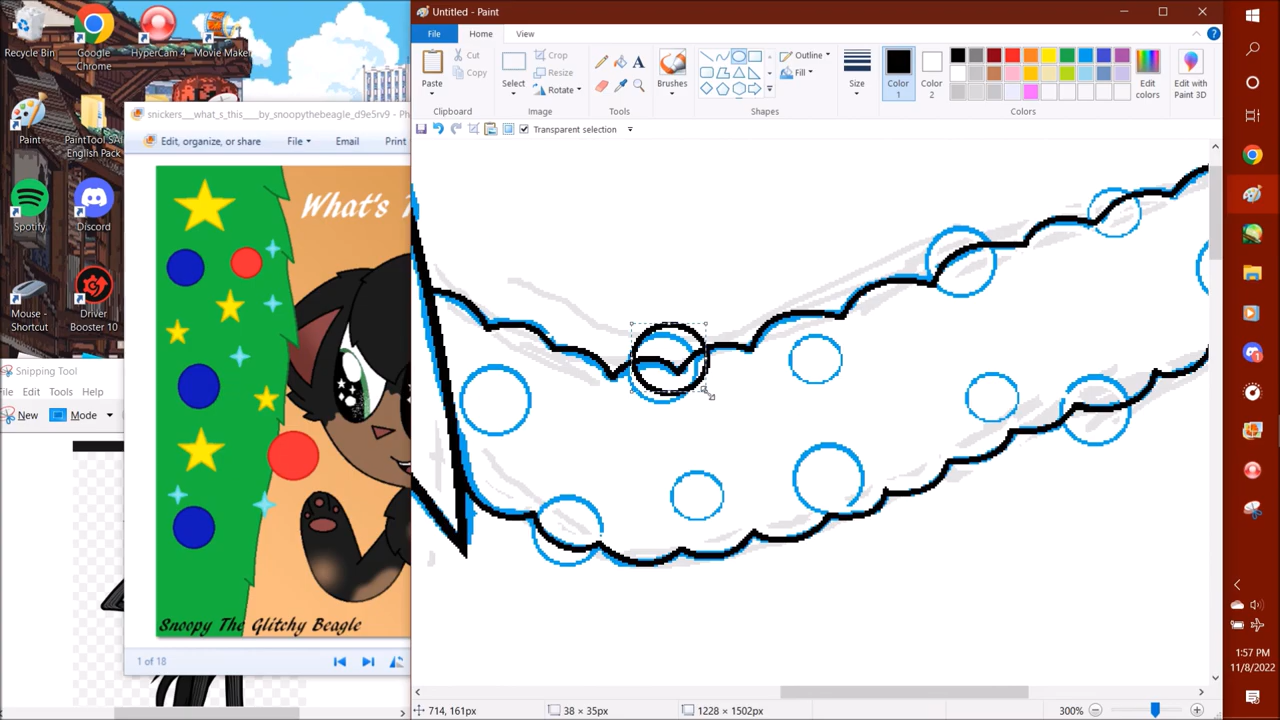 Recycle Bin
Google Chrome
HyperCam 4
Movie Maker
Paint
PaintTool SAI English Pack
Spotify
Discord
Mouse - Shortcut
Driver Booster 10
Snipping Tool
File Edit Tools Help
New Mode
snickers__what_s_this___by_snoopythebeagle_d9e5rv9 - Ph
Edit, organize, or share File Email Print
What's
Snoopy The Glitchy Beagle
1 of 18
Untitled - Paint
File Home View
Paste
Cut
Copy
Clipboard
Select
Crop
Resize
Rotate
Image
Tools
Brushes
Outline
Fill
Shapes
Size
Color 1
Color 2
Edit colors
Colors
Edit with Paint 3D
Transparent selection
714, 161px
38 × 35px
1228 × 1502px
300%
1:57 PM
11/8/2022